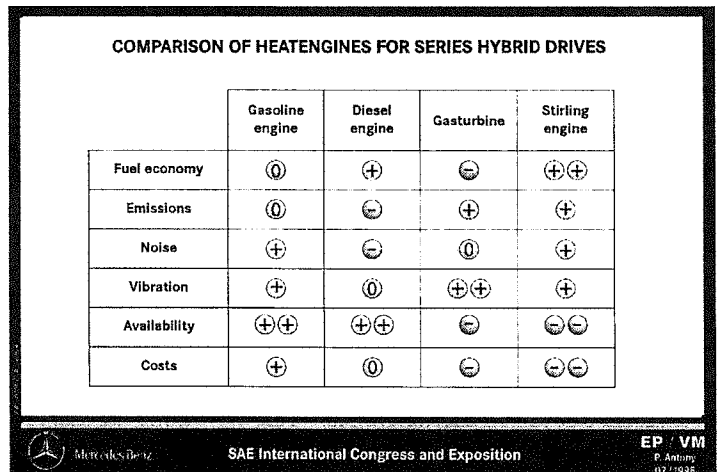 COMPARISON OF HEATENGINES FOR SERIES HYBRID DRIVES
Gasoline engine Diesel engine Gasturbine Stirling engine
Fuel economy 0 + - ++
Emissions 0 - + +
Noise + - 0 +
Vibration + 0 ++ +
Availability ++ ++ - --
Costs + 0 - --
Mercedes-Benz
SAE International Congress and Exposition
EP / VM
P. Antony